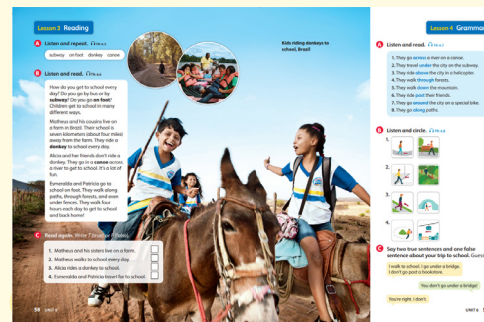 Lesson 3 Reading
A Listen and repeat.
subway on foot donkey canoe
B Listen and read.
How do you get to school every
day? Do you go by bus or by
subway? Do you go on foot?
Children get to school in many
different ways.
Matheus and his cousins live on
a farm in Brazil. Their school is
seven kilometers (about four miles)
away from the farm. They ride a
donkey to school every day.
Alicia and her friends don't ride a
donkey. They go in a canoe across
a river to get to school. It's a lot of
fun.
Esmeralda and Patricia go to
school on foot. They walk along
paths, through forests, and even
under fences. They walk four
hours each day to get to school
and back home!
C Read again. Write T (true) or F (false).
1. Matheus and his sisters live on a farm.
2. Matheus walks to school every day.
3. Alicia rides a donkey to school.
4. Esmeralda and Patricia travel far to school.
58 UNIT 6
Kids riding donkeys to
school, Brazil
Lesson 4 Grammar
A Listen and read.
1. They go across a river on a canoe.
2. They travel under the city on the subway.
3. They ride above the city in a helicopter.
4. They walk through forests.
5. They walk down the mountain.
6. They ride past their friends.
7. They go around the city on a special bike.
8. They go along paths.
B Listen and circle.
1.
2.
3.
4.
C Say two true sentences and one false
sentence about your trip to school. Guess
I walk to school. I go under a bridge.
I don't go past a bookstore.
You don't go under a bridge!
You're right. I don't.
UNIT 6